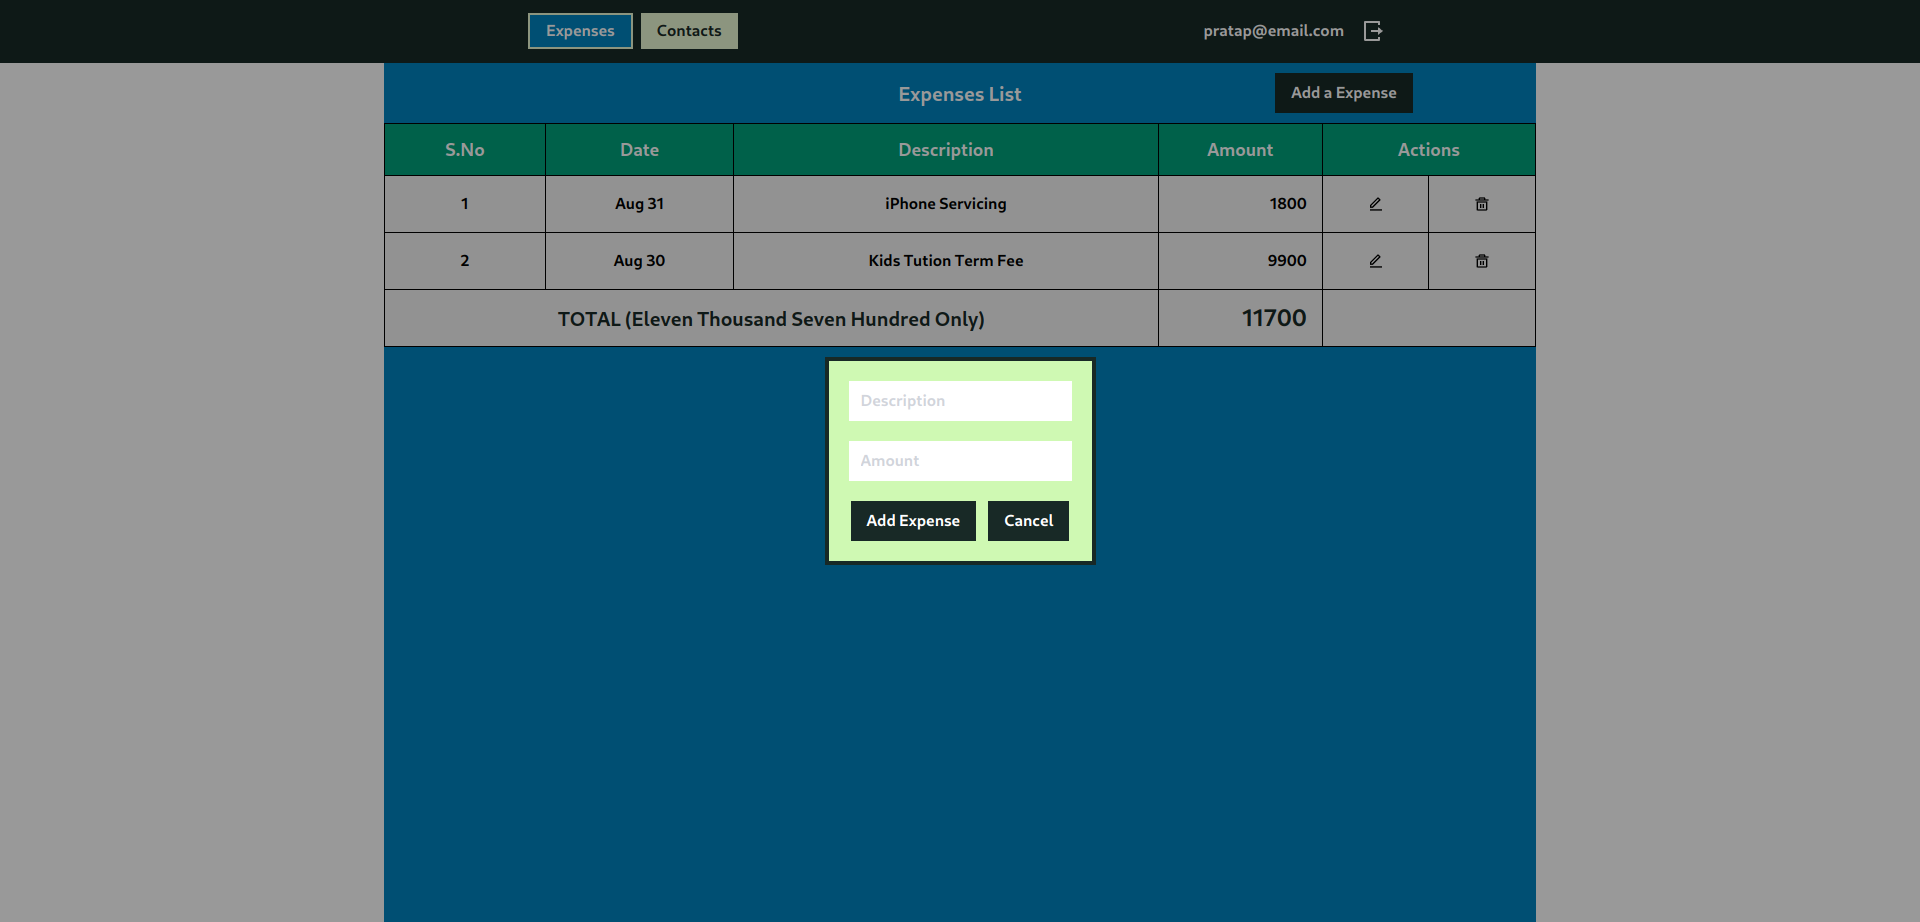 Expenses Contacts pratap@email.com
Expenses List Add a Expense
S.No Date Description Amount Actions
1 Aug 31 iPhone Servicing 1800
2 Aug 30 Kids Tution Term Fee 9900
TOTAL (Eleven Thousand Seven Hundred Only) 11700
Description
Amount
Add Expense Cancel